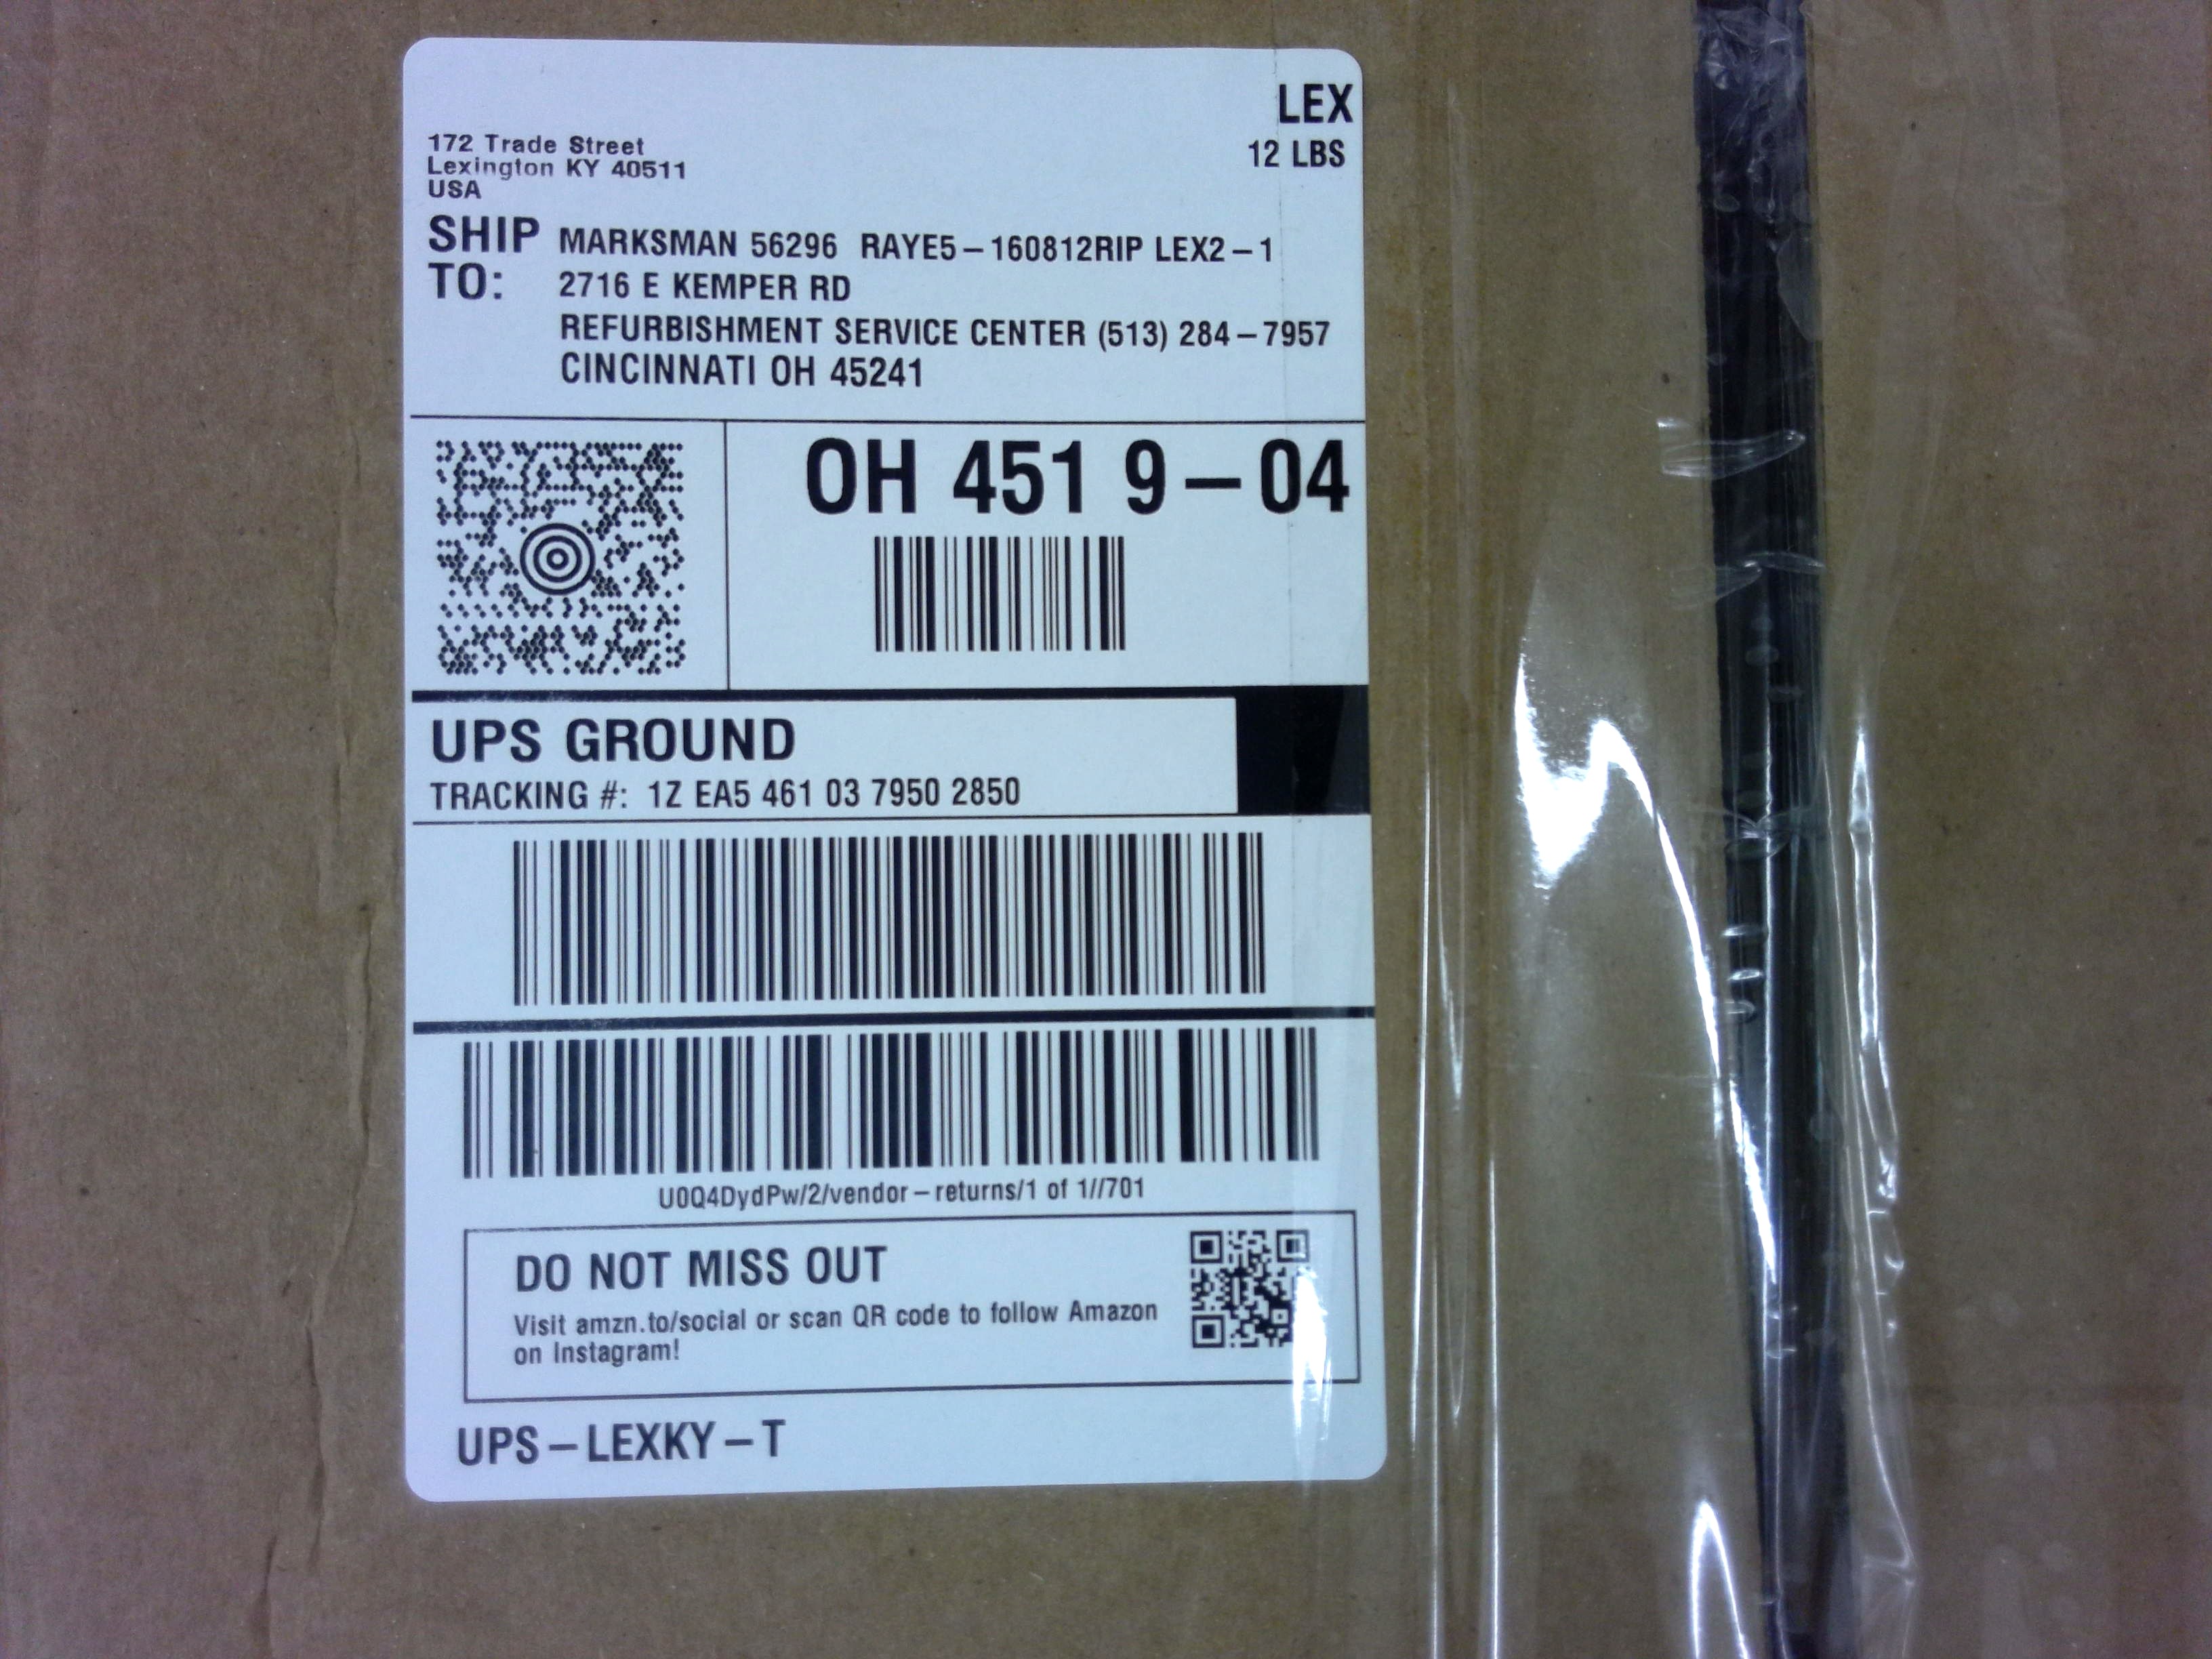 LEX
12 LBS
172 Trade Street
Lexington KY 40511
USA
SHIP TO: MARKSMAN 56296 RAYE5-160812RIP LEX2-1
2716 E KEMPER RD
REFURBISHMENT SERVICE CENTER (513) 284-7957
CINCINNATI OH 45241
OH 451 9-04
UPS GROUND
TRACKING #: 1Z EA5 461 03 7950 2850
U0Q4DydPw/2/vendor-returns/1 of 1//701
DO NOT MISS OUT
Visit amzn.to/social or scan QR code to follow Amazon
on Instagram!
UPS-LEXKY-T